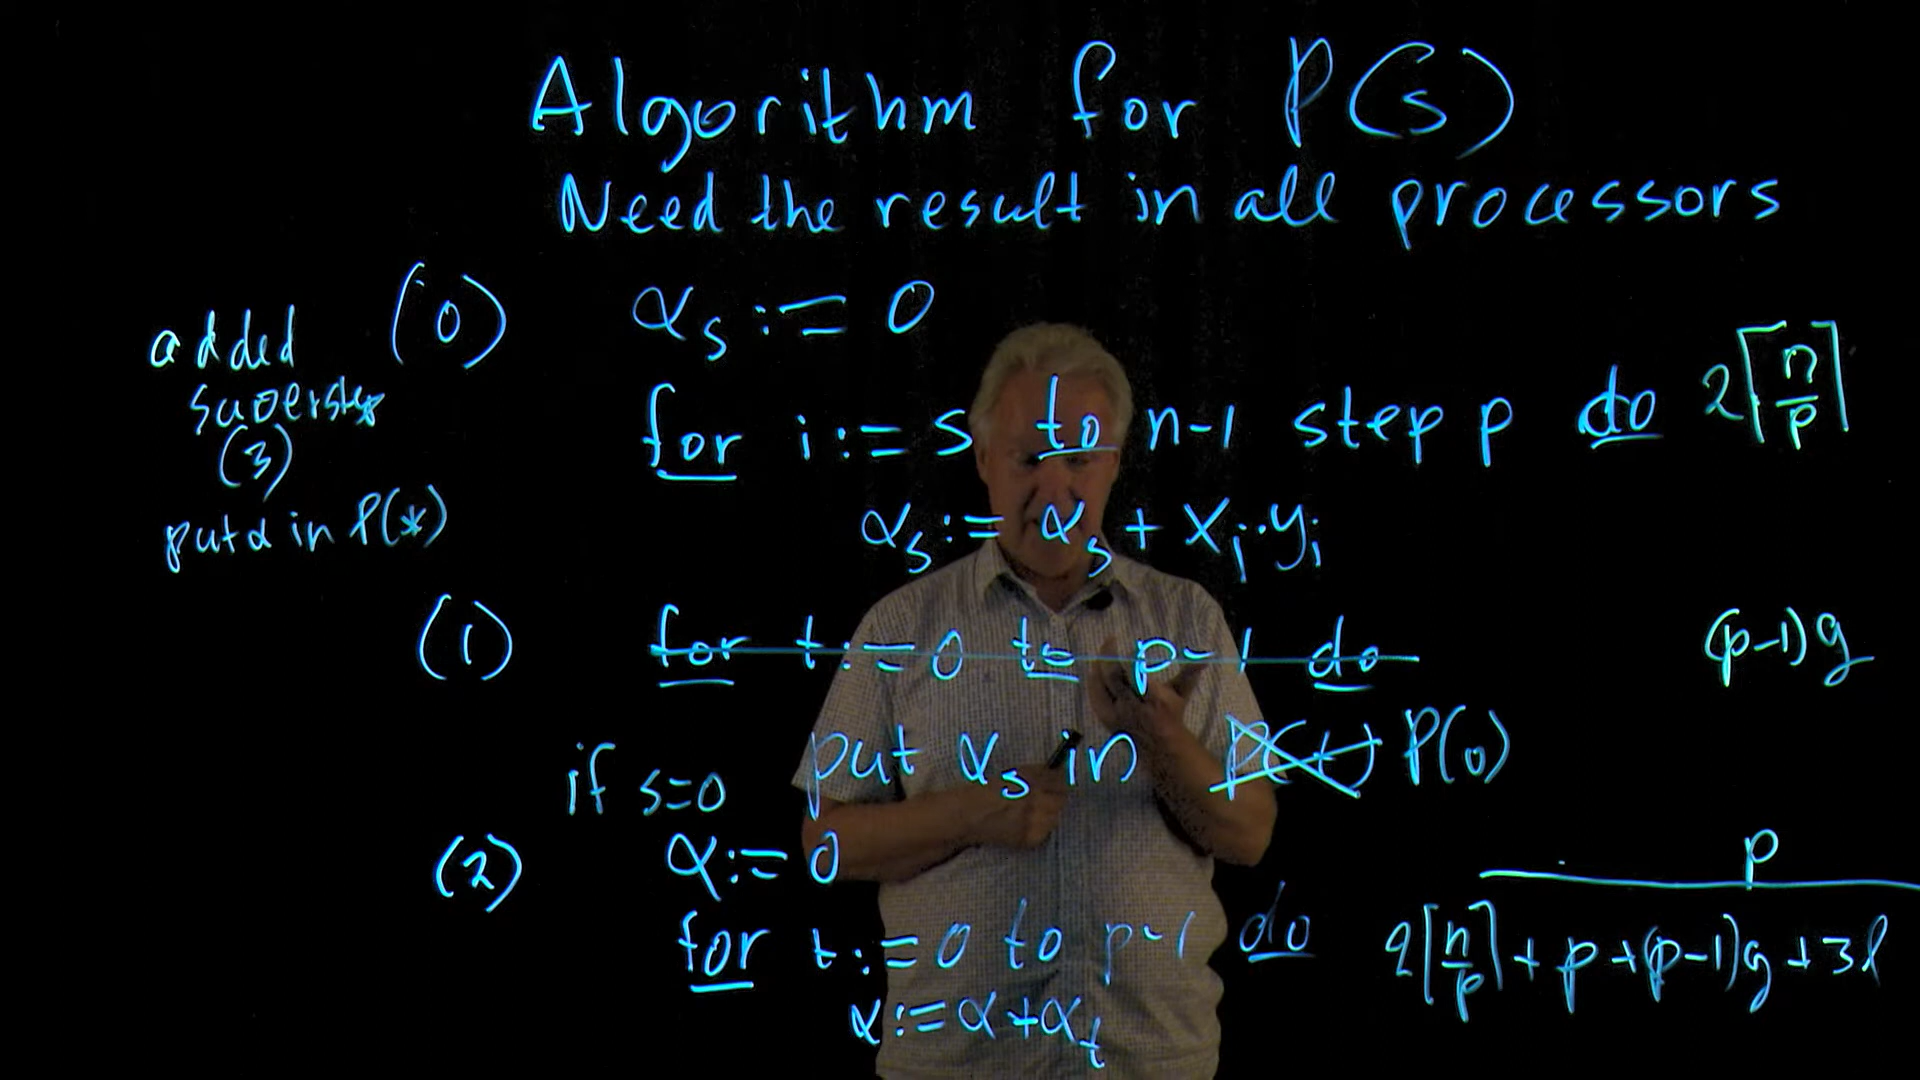 Algorithm for P(s)
Need the result in all processors
added
superstep
(3)
put α in P(*)
(0) αs := 0
for i := s to n-1 step p do 2⌈n/p⌉
αs := αs + xi · yi
(1) for t := 0 to p-1 do (p-1)g
if s=0 put αs in P(t) P(0)
(2) α := 0 p
for t := 0 to p-1 do 2⌈n/p⌉ + p + (p-1)g + 3l
α := α + αt